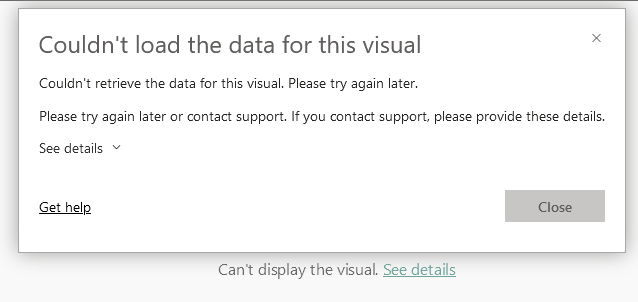 Couldn't load the data for this visual
Couldn't retrieve the data for this visual. Please try again later.
Please try again later or contact support. If you contact support, please provide these details.
See details
Get help
Close
Can't display the visual. See details